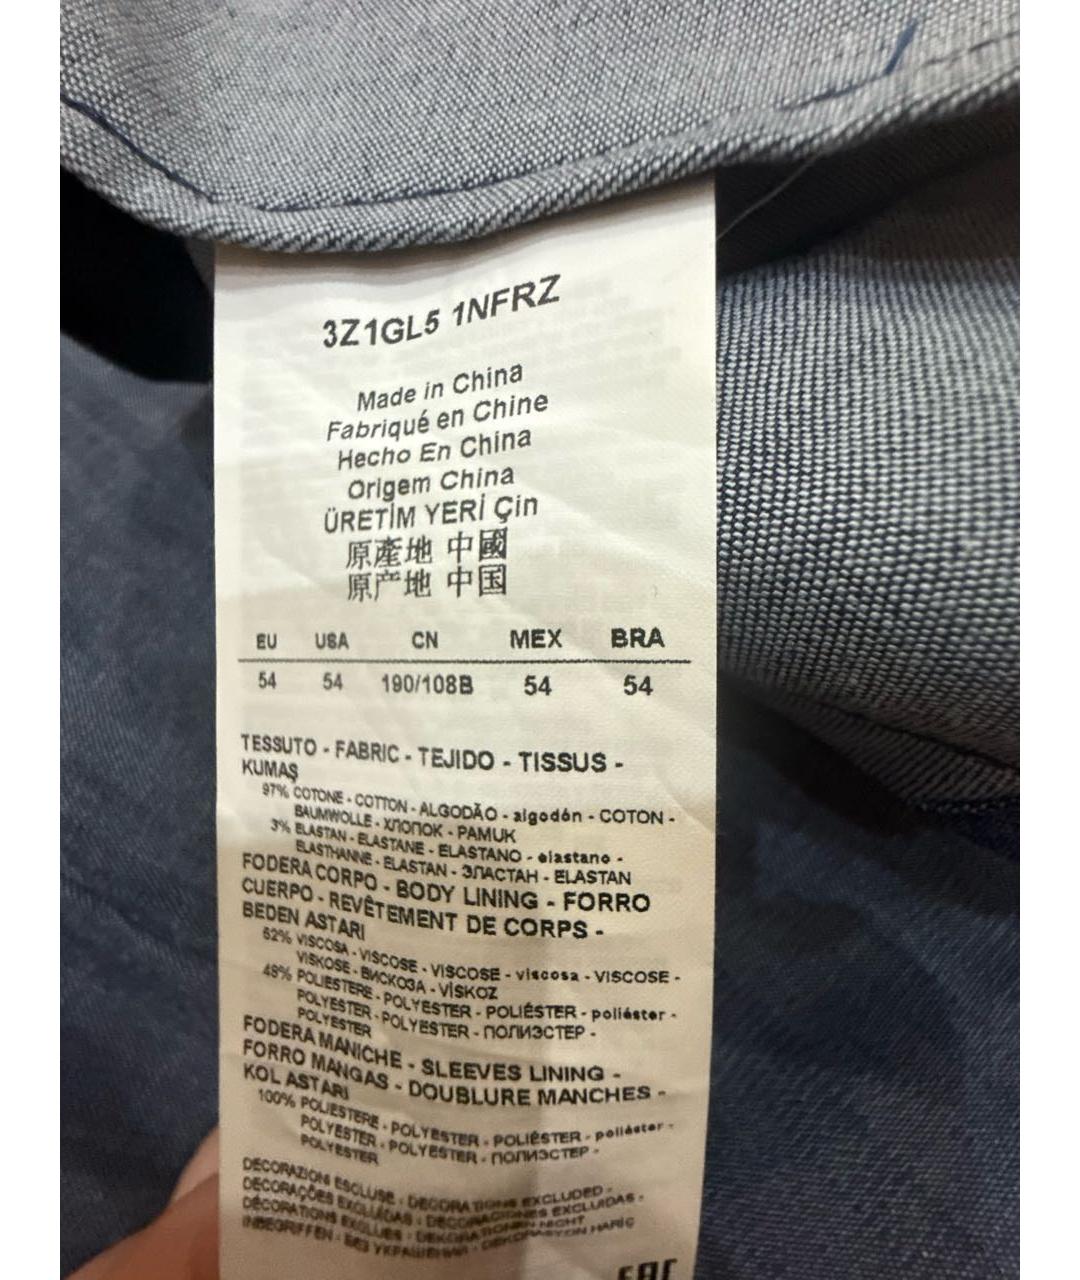 3Z1GL5 1NFRZ
Made in China
Fabriqué en Chine
Hecho En China
Origem China
ÜRETİM YERİ Çin
原產地 中國
原产地 中国
EU USA CN MEX BRA
54 54 190/108B 54 54
TESSUTO - FABRIC - TEJIDO - TISSUS -
KUMAŞ
97% COTONE - COTTON - ALGODÃO - algodón - COTON -
BAUMWOLLE - ХЛОПОК - PAMUK
3% ELASTAN - ELASTANE - ELASTANO - elastano -
ELASTHANNE - ELASTAN - ЭЛАСТАН - ELASTAN
FODERA CORPO - BODY LINING - FORRO
CUERPO - REVÊTEMENT DE CORPS -
BEDEN ASTARI
52% VISCOSA - VISCOSE - VISCOSE - viscosa - VISCOSE -
VISKOSE - ВИСКОЗА - VİSKOZ
48% POLIESTERE - POLYESTER - POLIÉSTER - poliéster -
POLYESTER - POLYESTER - ПОЛИЭСТЕР -
POLYESTER
FODERA MANICHE - SLEEVES LINING -
FORRO MANGAS - DOUBLURE MANCHES -
KOL ASTARI
100% POLIESTERE - POLYESTER - POLIÉSTER - poliéster -
POLYESTER - POLYESTER - ПОЛИЭСТЕР -
POLYESTER
DECORAZIONI ESCLUSE - DECORATIONS EXCLUDED -
DECORAÇÕES EXCLUÍDAS - DECORACIONES EXCLUIDAS -
DÉCORATIONS EXCLUES - DEKORATIONEN NICHT
INBEGRIFFEN - БЕЗ УКРАШЕНИЙ - DEKORASYON HARİÇ
EAC